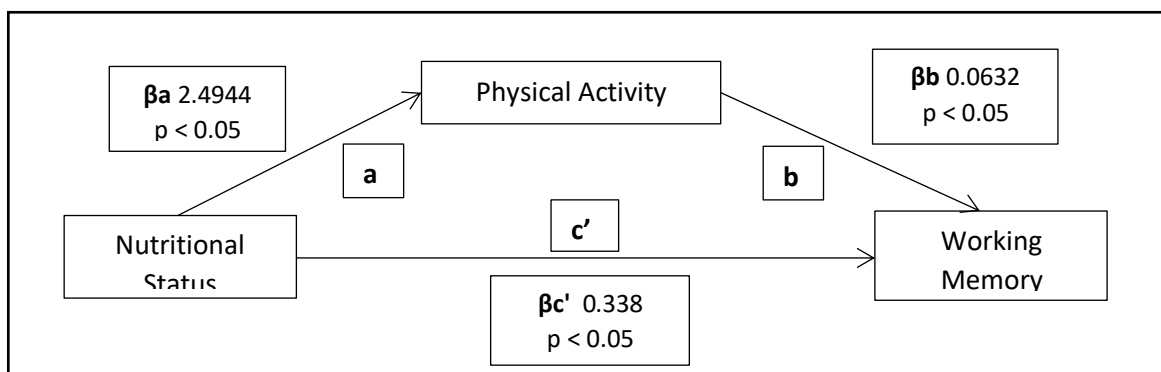 βa 2.4944
p < 0.05
Physical Activity
βb 0.0632
p < 0.05
a
b
Nutritional
Status
c’
Working
Memory
βc' 0.338
p < 0.05